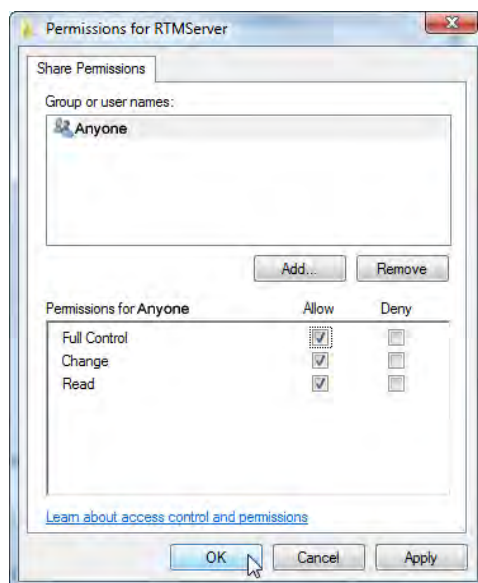 Permissions for RTMServer
Share Permissions
Group or user names:
Anyone
Add...
Remove
Permissions for Anyone Allow Deny
Full Control
Change
Read
Learn about access control and permissions
OK Cancel Apply